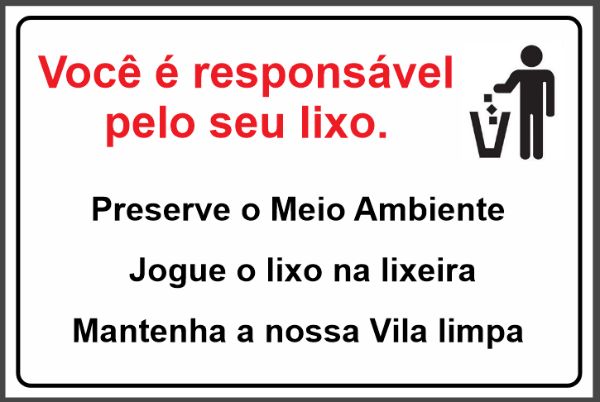 Você é responsável
pelo seu lixo.
Preserve o Meio Ambiente
Jogue o lixo na lixeira
Mantenha a nossa Vila limpa